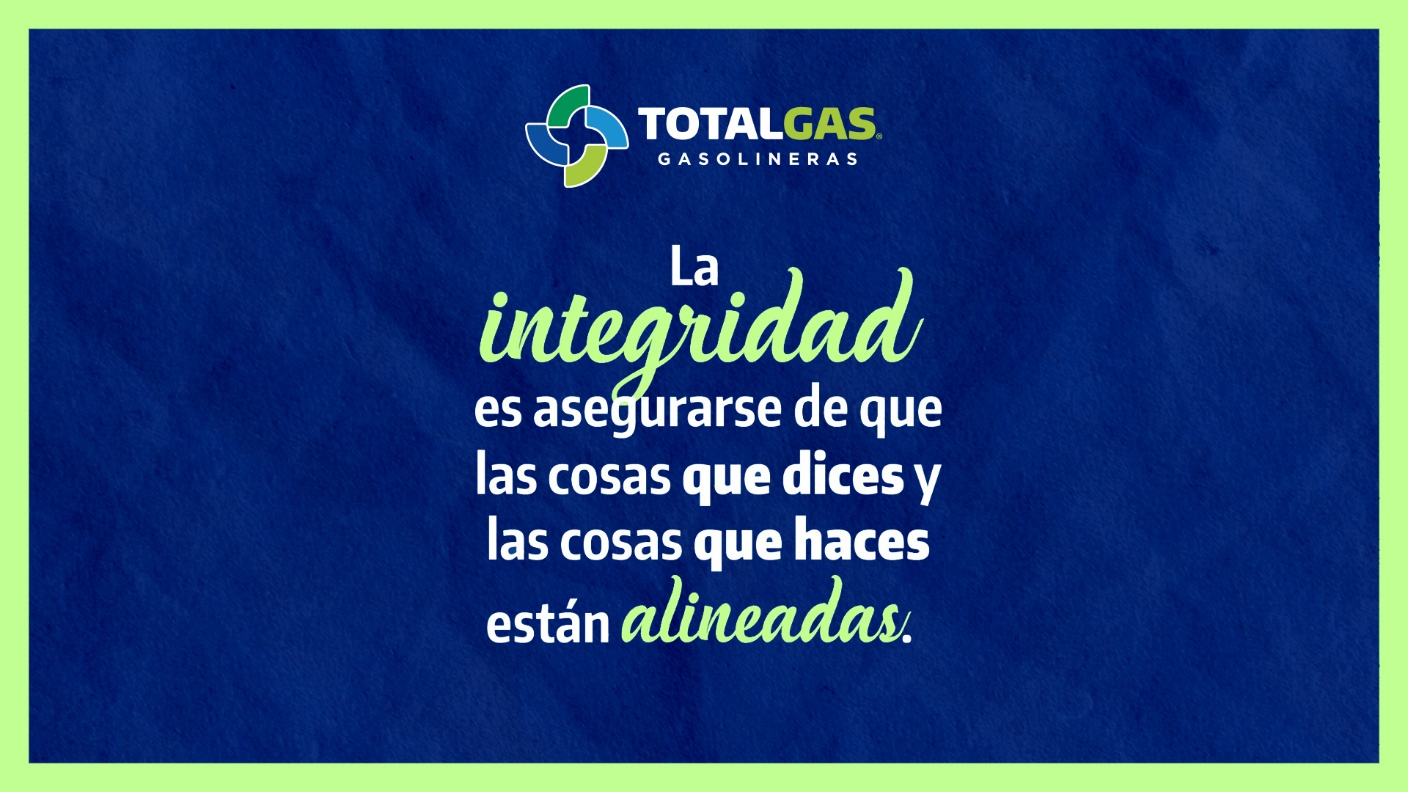 TOTALGAS®
GASOLINERAS
La
integridad
es asegurarse de que
las cosas que dices y
las cosas que haces
están alineadas.